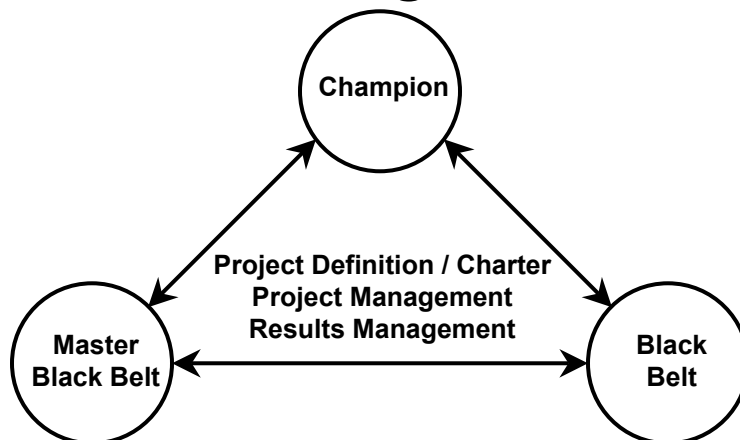 Champion
Project Definition / Charter
Project Management
Results Management
Master
Black Belt
Black
Belt